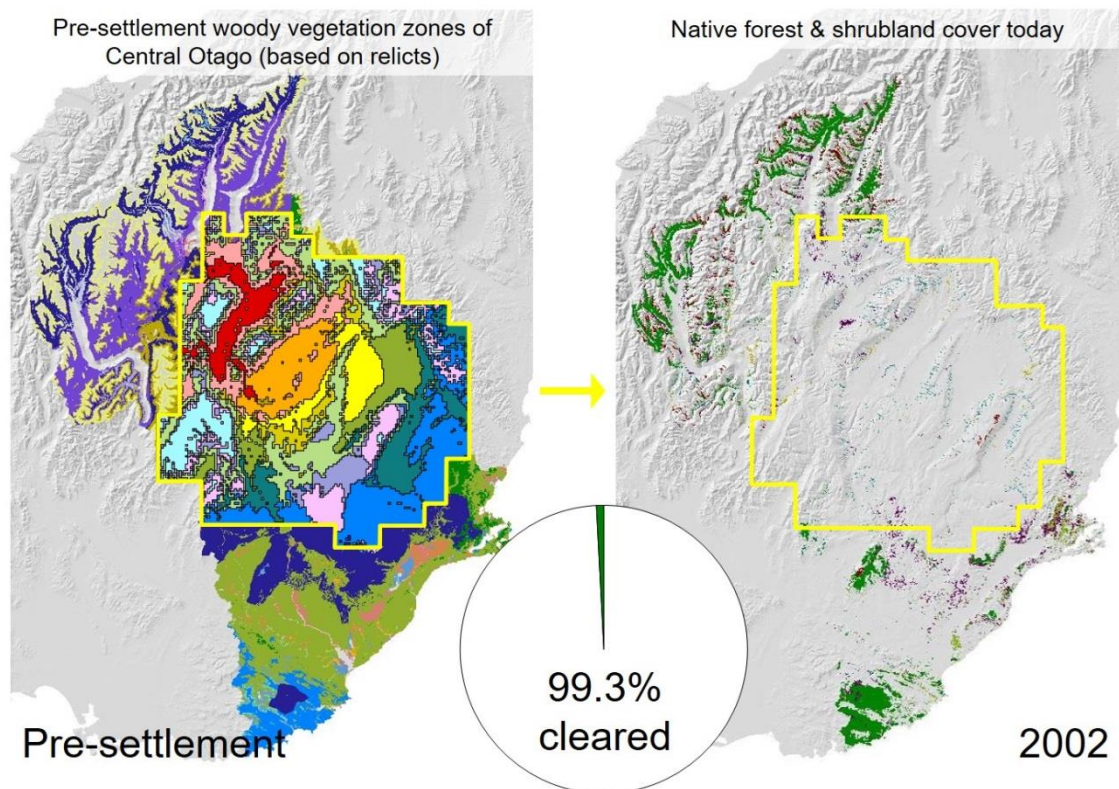 Pre-settlement woody vegetation zones of
Central Otago (based on relicts)
Native forest & shrubland cover today
99.3%
cleared
Pre-settlement
2002